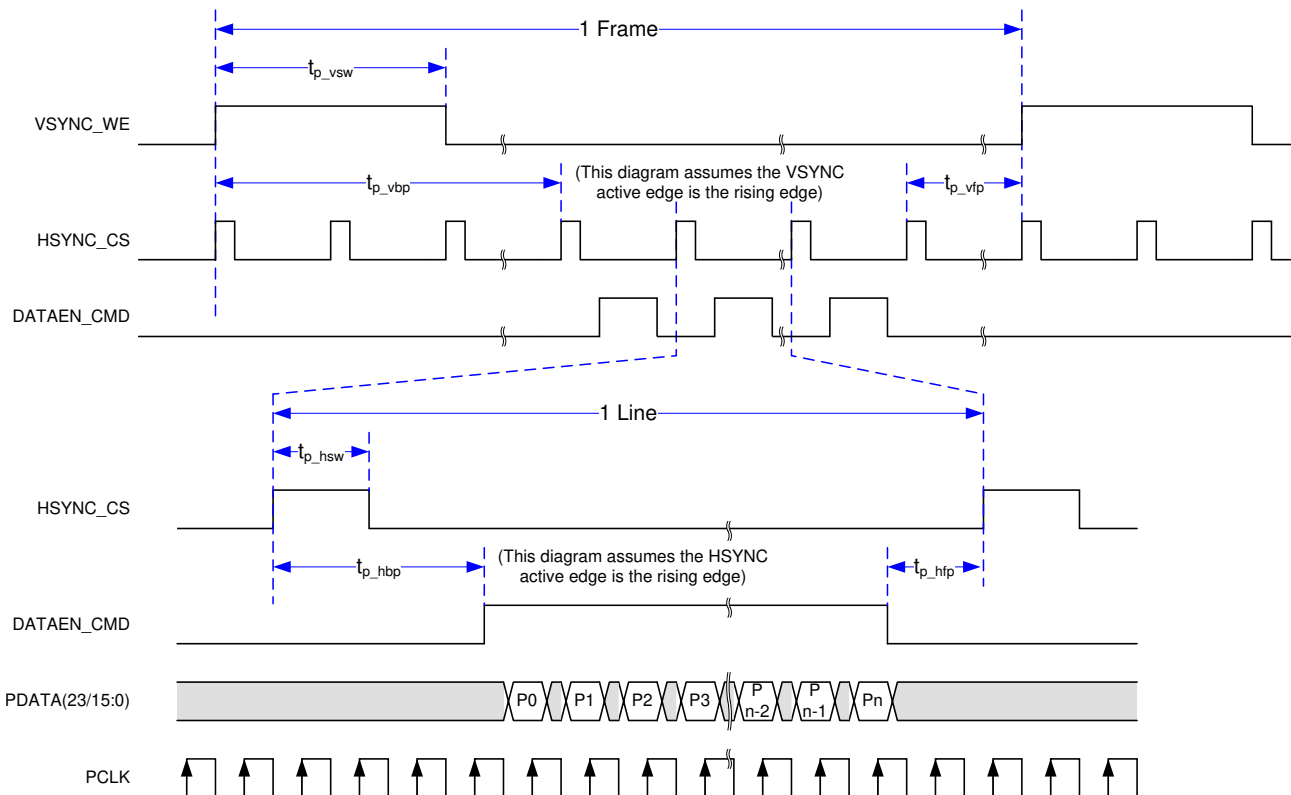 1 Frame
tp_vsw
VSYNC_WE
tp_vbp
(This diagram assumes the VSYNC
active edge is the rising edge)
tp_vfp
HSYNC_CS
DATAEN_CMD
1 Line
tp_hsw
HSYNC_CS
tp_hbp
(This diagram assumes the HSYNC
active edge is the rising edge)
tp_hfp
DATAEN_CMD
PDATA(23/15:0)
P0
P1
P2
P3
P
n-2
P
n-1
Pn
PCLK